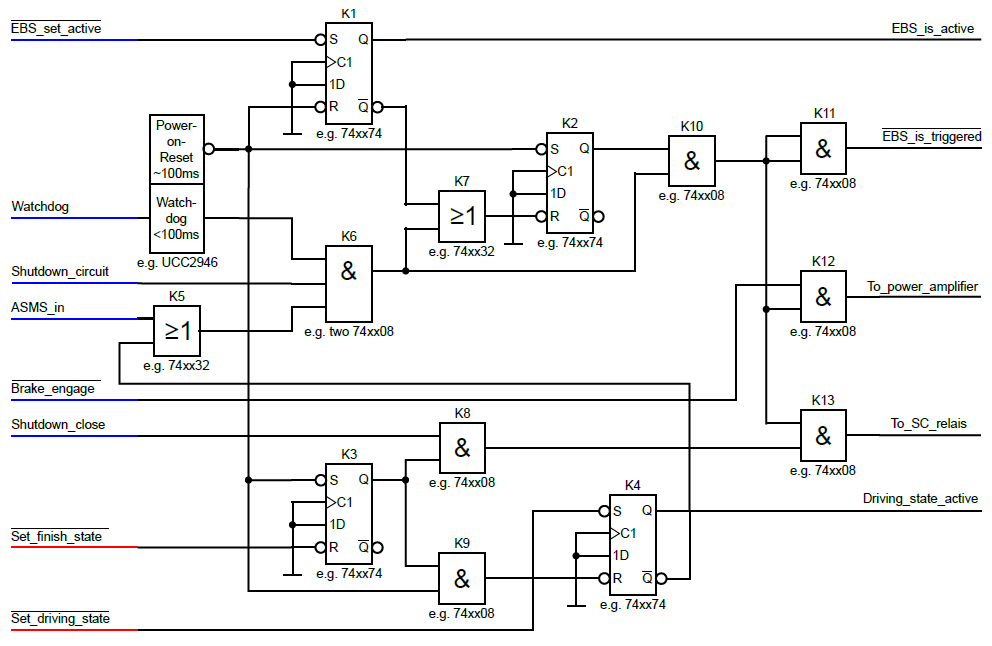 K1
EBS_set_active
EBS_is_active
S
Q
C1
1D
R
Q
K11
Power-
on-
Reset
~100ms
e.g. 74xx74
K2
K10
&
EBS_is_triggered
S
Q
&
C1
e.g. 74xx08
K7
1D
e.g. 74xx08
Watchdog
Watch-
dog
<100ms
≥1
R
Q
K6
e.g. 74xx32
e.g. 74xx74
e.g. UCC2946
K12
Shutdown_circuit
&
To_power_amplifier
K5
&
ASMS_in
≥1
e.g. two 74xx08
e.g. 74xx08
e.g. 74xx32
Brake_engage
K13
K8
Shutdown_close
To_SC_relais
&
&
K3
e.g. 74xx08
S
Q
e.g. 74xx08
K4
C1
Driving_state_active
S
Q
1D
Set_finish_state
C1
K9
R
Q
1D
e.g. 74xx74
&
R
Q
e.g. 74xx08
e.g. 74xx74
Set_driving_state